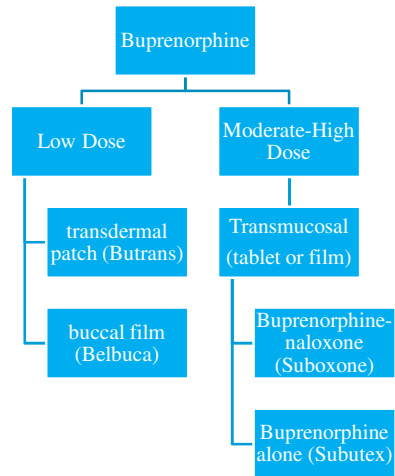 Buprenorphine
Low Dose
Moderate-High
Dose
transdermal
patch (Butrans)
buccal film
(Belbuca)
Transmucosal
(tablet or film)
Buprenorphine-
naloxone
(Suboxone)
Buprenorphine
alone (Subutex)